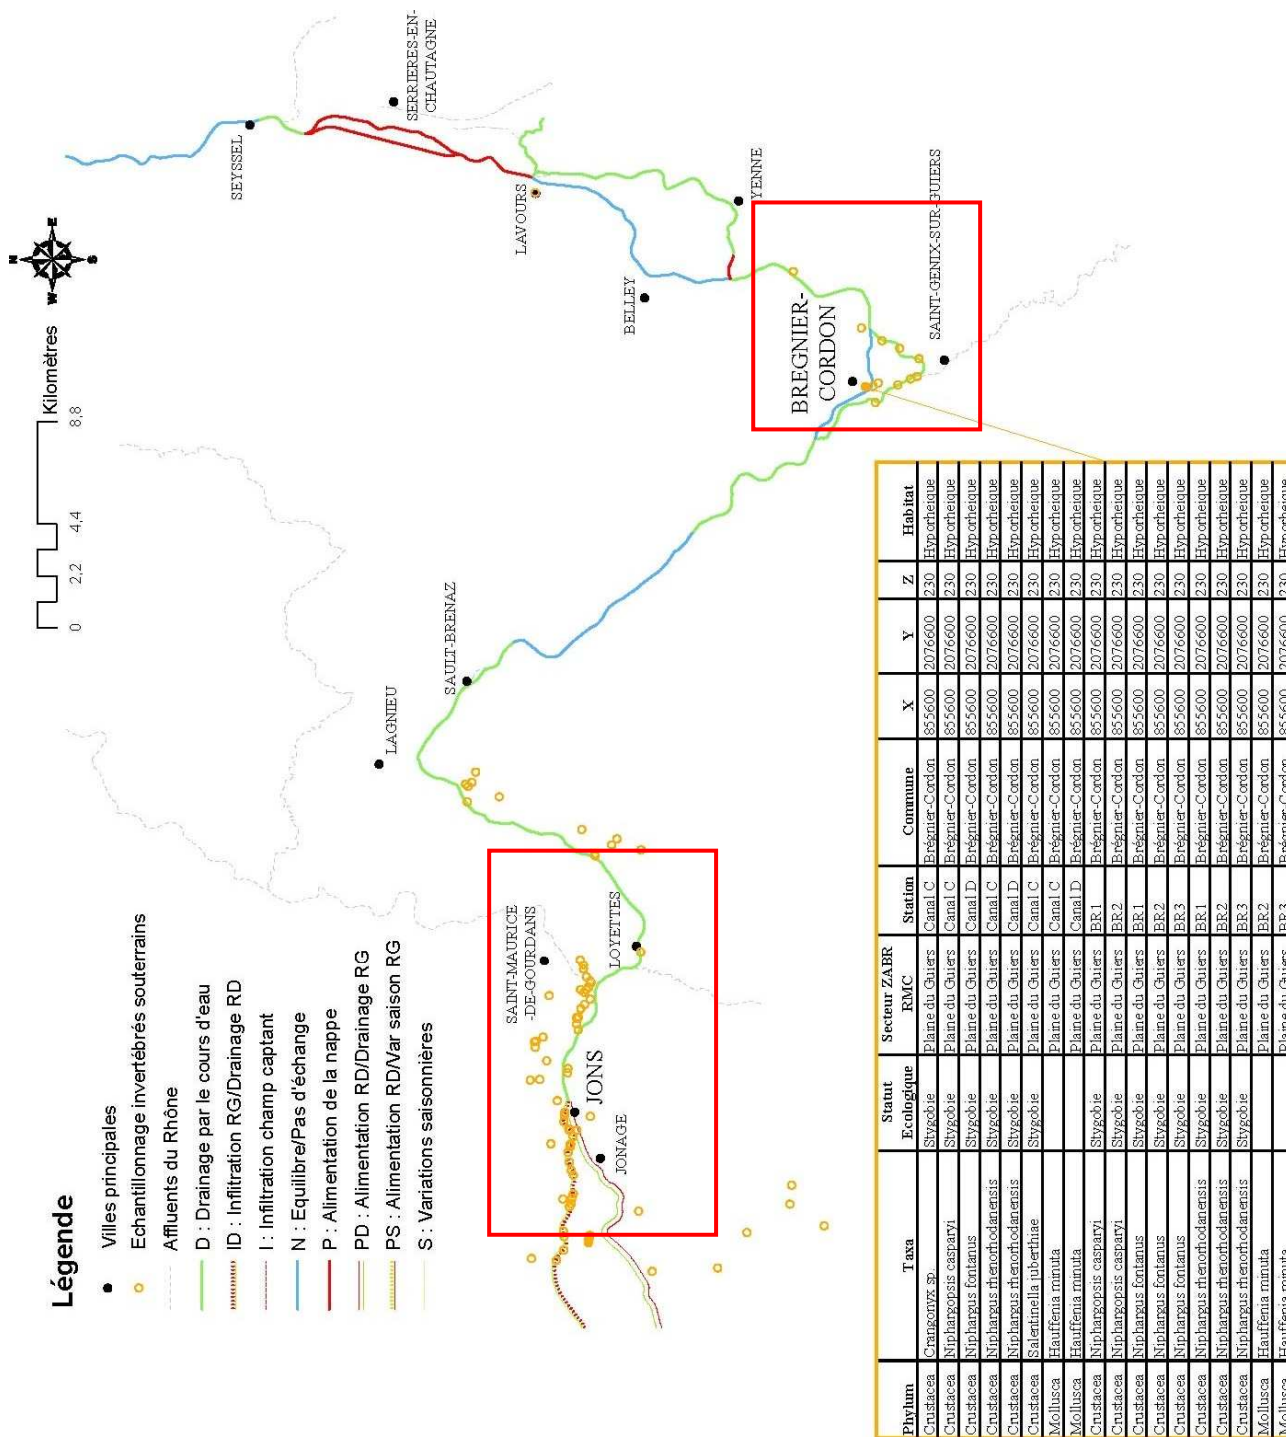 N
E
S
W
Kilomètres
0
2,2
4,4
8,8
Légende
Villes principales
Echantillonnage invertébrés souterrains
Affluents du Rhône
D : Drainage par le cours d'eau
ID : Infiltration RG/Drainage RD
I : Infiltration champ captant
N : Equilibre/Pas d'échange
P : Alimentation de la nappe
PD : Alimentation RD/Drainage RG
PS : Alimentation RD/Var saison RG
S : Variations saisonnières
SEYSSEL
SERRIERES-EN-
CHAUTAGNE
LAVOURS
YENNE
BELLEY
BREGNIER-
CORDON
SAINT-GENIX-SUR-GUIERS
SAULT-BRENAZ
LAGNIEU
SAINT-MAURICE
-DE-GOURDANS
LOYETTES
JONS
JONAGE
Phylum Taxa Statut Ecologique Secteur ZABR RMC Station Commune X Y Z Habitat
Crustacea Crangonyx sp. Stygobie Plaine du Guiers Canal C Brégnier-Cordon 855600 2076600 230 Hyporheique
Crustacea Niphargopsis casparyi Stygobie Plaine du Guiers Canal C Brégnier-Cordon 855600 2076600 230 Hyporheique
Crustacea Niphargus fontanus Stygobie Plaine du Guiers Canal D Brégnier-Cordon 855600 2076600 230 Hyporheique
Crustacea Niphargus rhenorhodanensis Stygobie Plaine du Guiers Canal C Brégnier-Cordon 855600 2076600 230 Hyporheique
Crustacea Niphargus rhenorhodanensis Stygobie Plaine du Guiers Canal D Brégnier-Cordon 855600 2076600 230 Hyporheique
Crustacea Salentinella juberthiae Stygobie Plaine du Guiers Canal C Brégnier-Cordon 855600 2076600 230 Hyporheique
Mollusca Hauffenia minuta Plaine du Guiers Canal C Brégnier-Cordon 855600 2076600 230 Hyporheique
Mollusca Hauffenia minuta Plaine du Guiers Canal D Brégnier-Cordon 855600 2076600 230 Hyporheique
Crustacea Niphargopsis casparyi Stygobie Plaine du Guiers BR1 Brégnier-Cordon 855600 2076600 230 Hyporheique
Crustacea Niphargopsis casparyi Stygobie Plaine du Guiers BR2 Brégnier-Cordon 855600 2076600 230 Hyporheique
Crustacea Niphargus fontanus Stygobie Plaine du Guiers BR1 Brégnier-Cordon 855600 2076600 230 Hyporheique
Crustacea Niphargus fontanus Stygobie Plaine du Guiers BR2 Brégnier-Cordon 855600 2076600 230 Hyporheique
Crustacea Niphargus fontanus Stygobie Plaine du Guiers BR3 Brégnier-Cordon 855600 2076600 230 Hyporheique
Crustacea Niphargus rhenorhodanensis Stygobie Plaine du Guiers BR1 Brégnier-Cordon 855600 2076600 230 Hyporheique
Crustacea Niphargus rhenorhodanensis Stygobie Plaine du Guiers BR2 Brégnier-Cordon 855600 2076600 230 Hyporheique
Crustacea Niphargus rhenorhodanensis Stygobie Plaine du Guiers BR3 Brégnier-Cordon 855600 2076600 230 Hyporheique
Mollusca Hauffenia minuta Plaine du Guiers BR2 Brégnier-Cordon 855600 2076600 230 Hyporheique
Mollusca Hauffenia minuta Plaine du Guiers BR3 Brégnier-Cordon 855600 2076600 230 Hyporheique